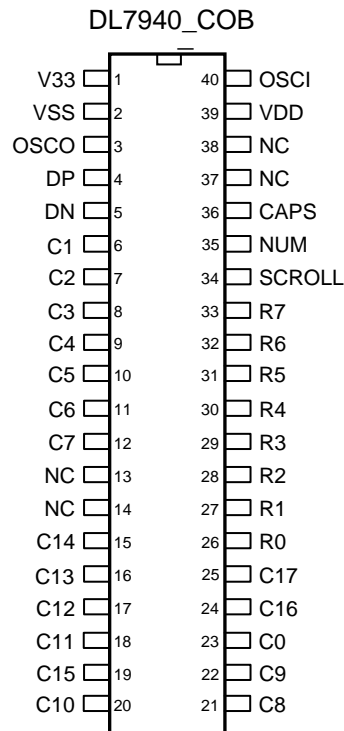 DL7940_COB
V33 1 40 OSCI
VSS 2 39 VDD
OSCO 3 38 NC
DP 4 37 NC
DN 5 36 CAPS
C1 6 35 NUM
C2 7 34 SCROLL
C3 8 33 R7
C4 9 32 R6
C5 10 31 R5
C6 11 30 R4
C7 12 29 R3
NC 13 28 R2
NC 14 27 R1
C14 15 26 R0
C13 16 25 C17
C12 17 24 C16
C11 18 23 C0
C15 19 22 C9
C10 20 21 C8